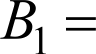 B₁ =